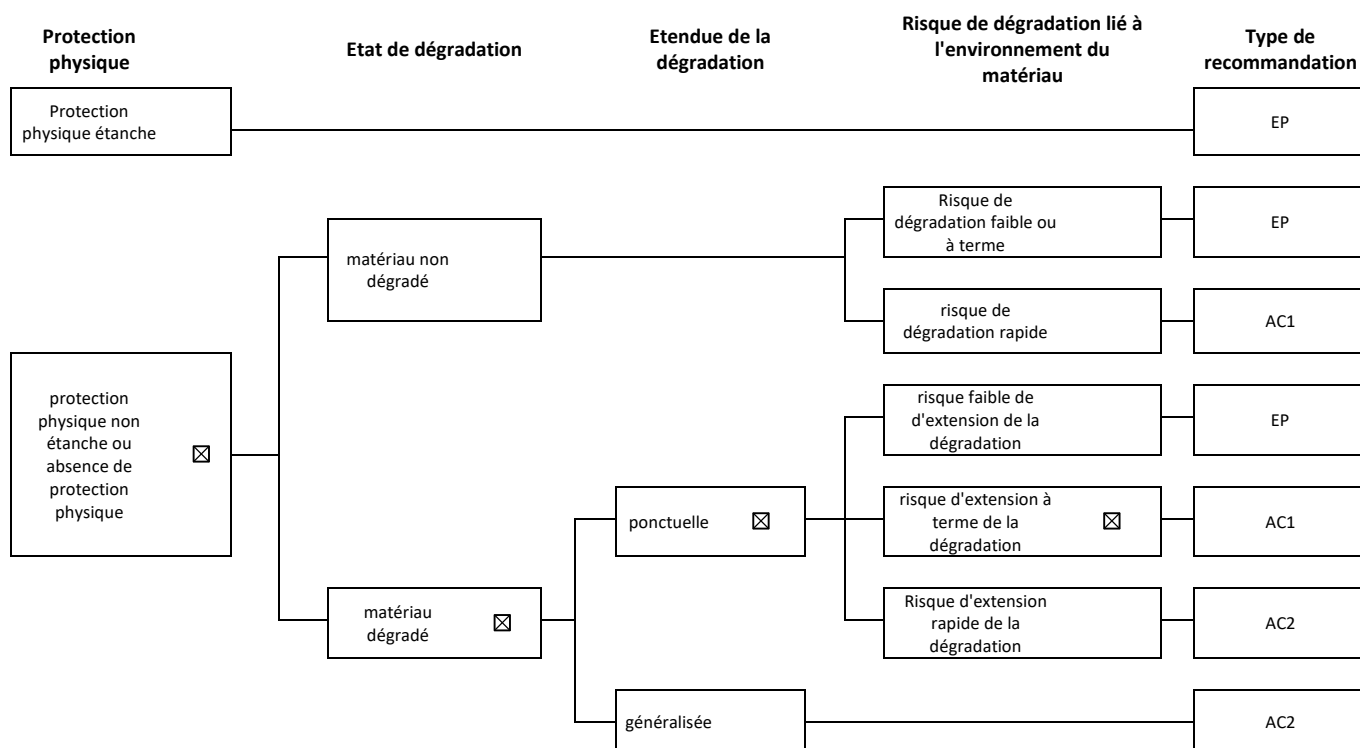 Protection
physique
Etat de dégradation
Etendue de la
dégradation
Risque de dégradation lié à
l'environnement du
matériau
Type de
recommandation
Protection
physique étanche
EP
matériau non
dégradé
Risque de
dégradation faible ou
à terme
EP
risque de
dégradation rapide
AC1
protection
physique non
étanche ou
absence de
protection
physique
☒
risque faible de
d'extension de la
dégradation
EP
ponctuelle ☒
risque d'extension à
terme de la
dégradation
☒
AC1
matériau
dégradé
☒
Risque d'extension
rapide de la
dégradation
AC2
généralisée
AC2